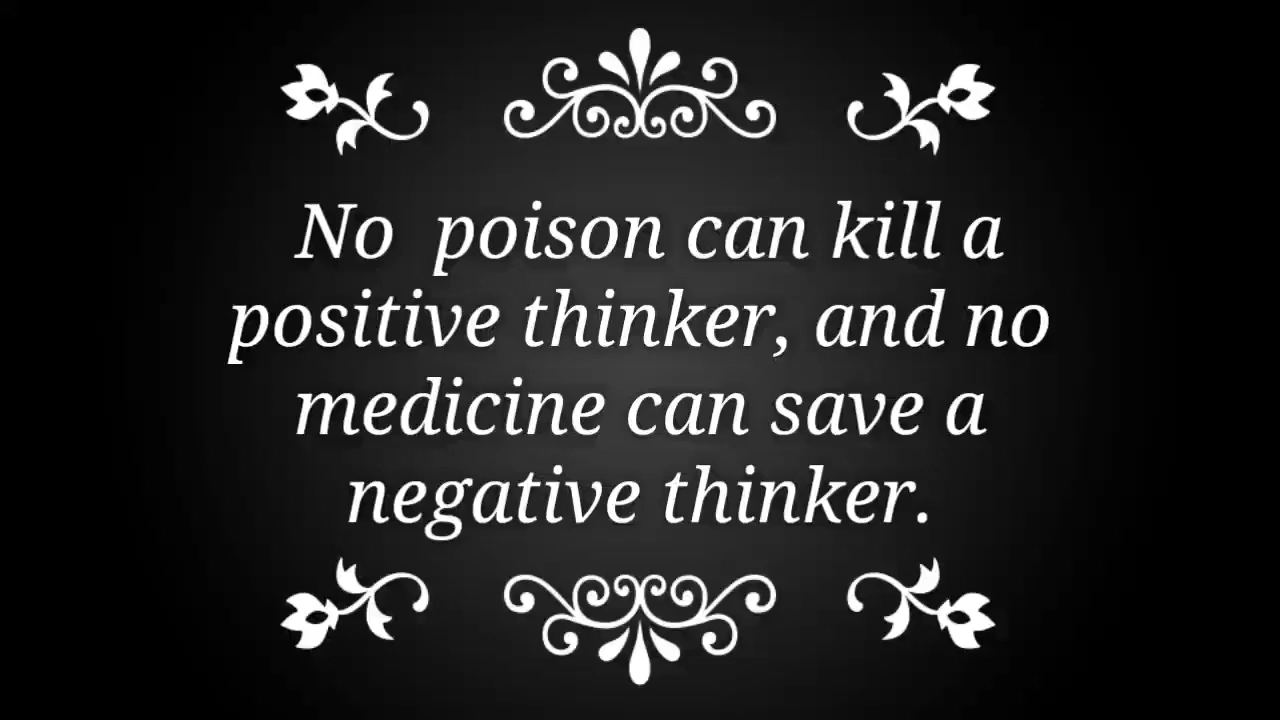 No poison can kill a
positive thinker, and no
medicine can save a
negative thinker.